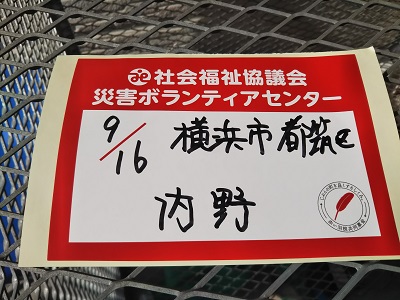 社会福祉協議会
災害ボランティアセンター
9/16 横浜市都筑区
内野